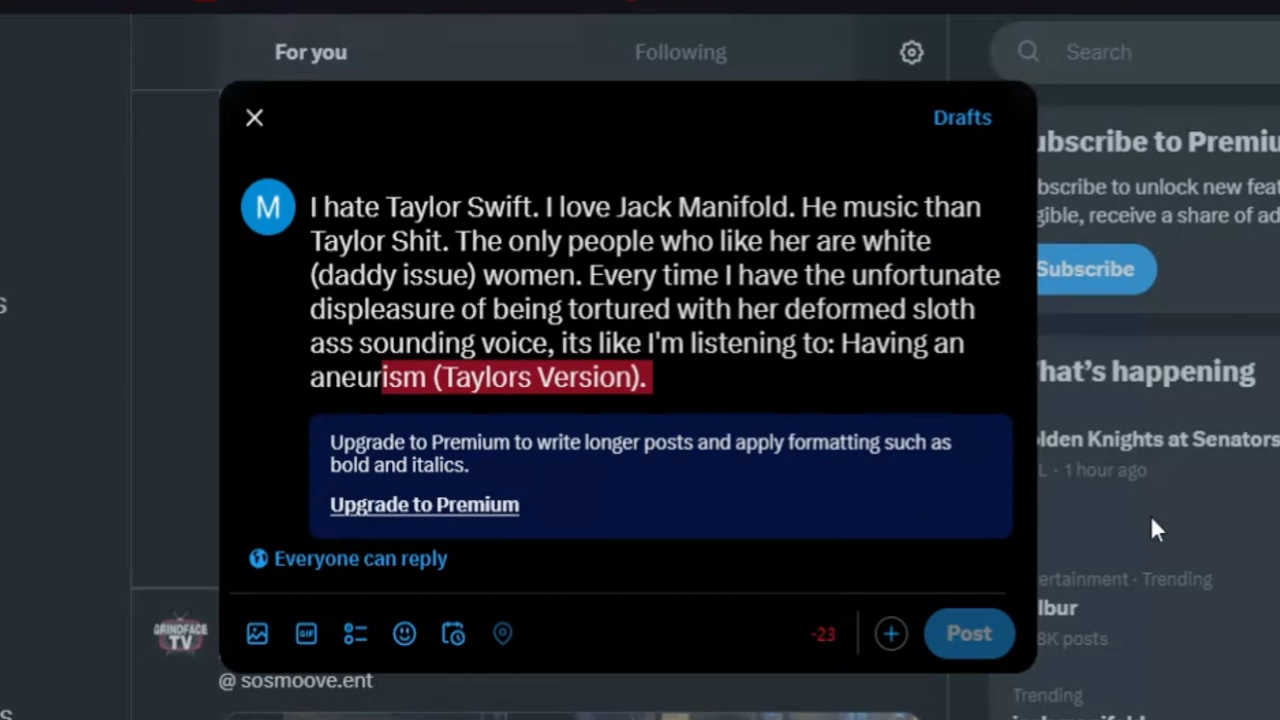 For you
Following
Search
Drafts
ubscribe to Premiu
bscribe to unlock new feat
gible, receive a share of ad
Subscribe
M
I hate Taylor Swift. I love Jack Manifold. He music than
Taylor Shit. The only people who like her are white
(daddy issue) women. Every time I have the unfortunate
displeasure of being tortured with her deformed sloth
ass sounding voice, its like I'm listening to: Having an
aneurism (Taylors Version).
Upgrade to Premium to write longer posts and apply formatting such as
bold and italics.
Upgrade to Premium
Everyone can reply
GIF
-23
Post
hat's happening
lden Knights at Senators
L · 1 hour ago
ertainment · Trending
lbur
8K posts
Trending
GRINDFACE
TV
@ sosmoove.ent